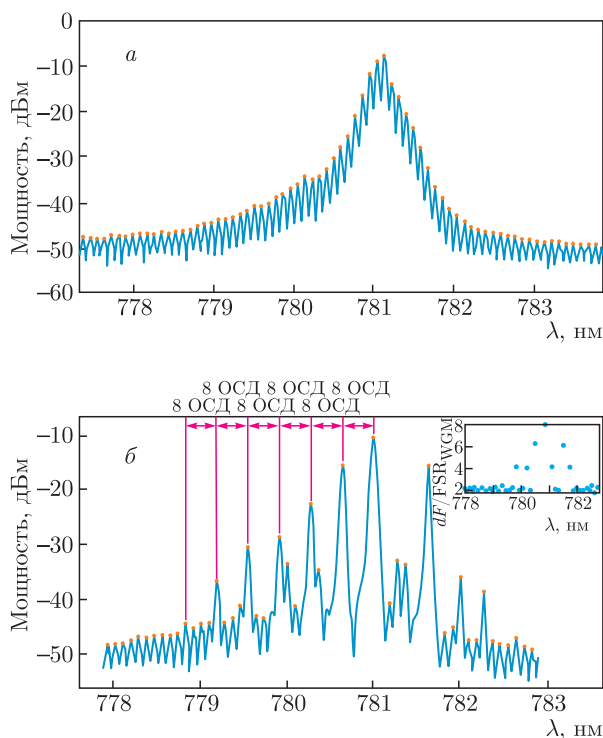 0
−10
−20
−30
−40
−50
−60
Мощность, дБм
а
778 779 780 781 782 783
λ, нм
8 ОСД 8 ОСД 8 ОСД
8 ОСД 8 ОСД 8 ОСД
−10
−20
−30
−40
−50
Мощность, дБм
б
8
6
4
2
dF/FSR_WGM
778 780 782
λ, нм
778 779 780 781 782 783
λ, нм